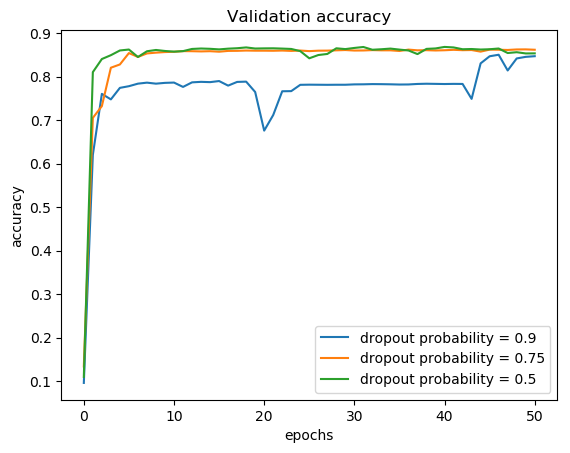 Validation accuracy
accuracy
0.9
0.8
0.7
0.6
0.5
0.4
0.3
0.2
0.1
dropout probability = 0.9
dropout probability = 0.75
dropout probability = 0.5
0 10 20 30 40 50
epochs